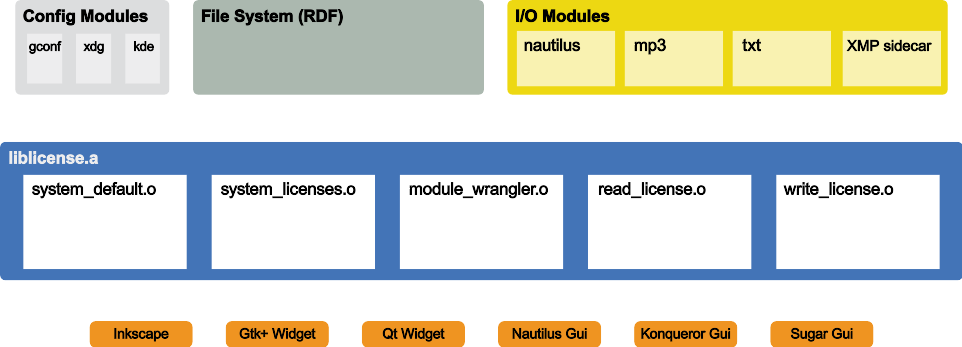 Config Modules
gconf xdg kde
File System (RDF)
I/O Modules
nautilus mp3 txt XMP sidecar
liblicense.a
system_default.o system_licenses.o module_wrangler.o read_license.o write_license.o
Inkscape Gtk+ Widget Qt Widget Nautilus Gui Konqueror Gui Sugar Gui